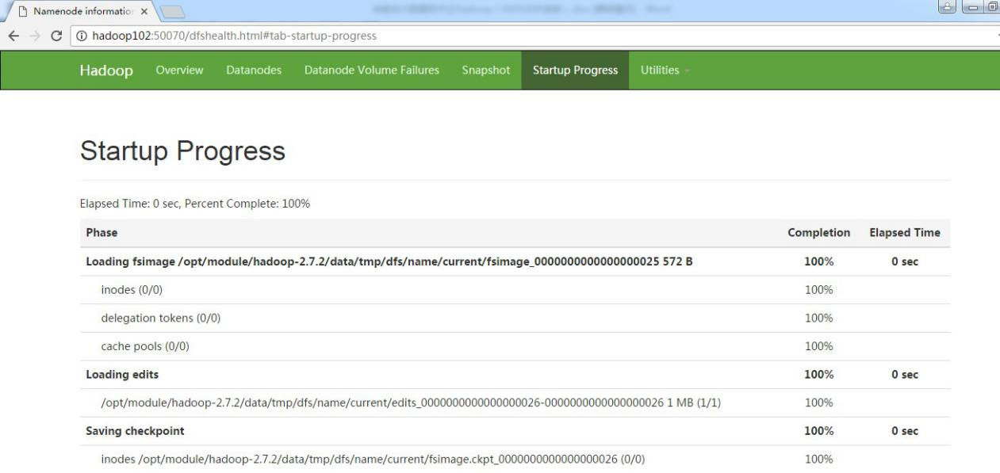 Namenode informatio
hadoop102:50070/dfshealth.html#tab-startup-progress
Hadoop Overview Datanodes Datanode Volume Failures Snapshot Startup Progress Utilities
Startup Progress
Elapsed Time: 0 sec, Percent Complete: 100%
Phase Completion Elapsed Time
Loading fsimage /opt/module/hadoop-2.7.2/data/tmp/dfs/name/current/fsimage_0000000000000000025 572 B 100% 0 sec
inodes (0/0) 100%
delegation tokens (0/0) 100%
cache pools (0/0) 100%
Loading edits 100% 0 sec
/opt/module/hadoop-2.7.2/data/tmp/dfs/name/current/edits_0000000000000000026-0000000000000000026 1 MB (1/1) 100%
Saving checkpoint 100% 0 sec
inodes /opt/module/hadoop-2.7.2/data/tmp/dfs/name/current/fsimage.ckpt_0000000000000000026 (0/0) 100%